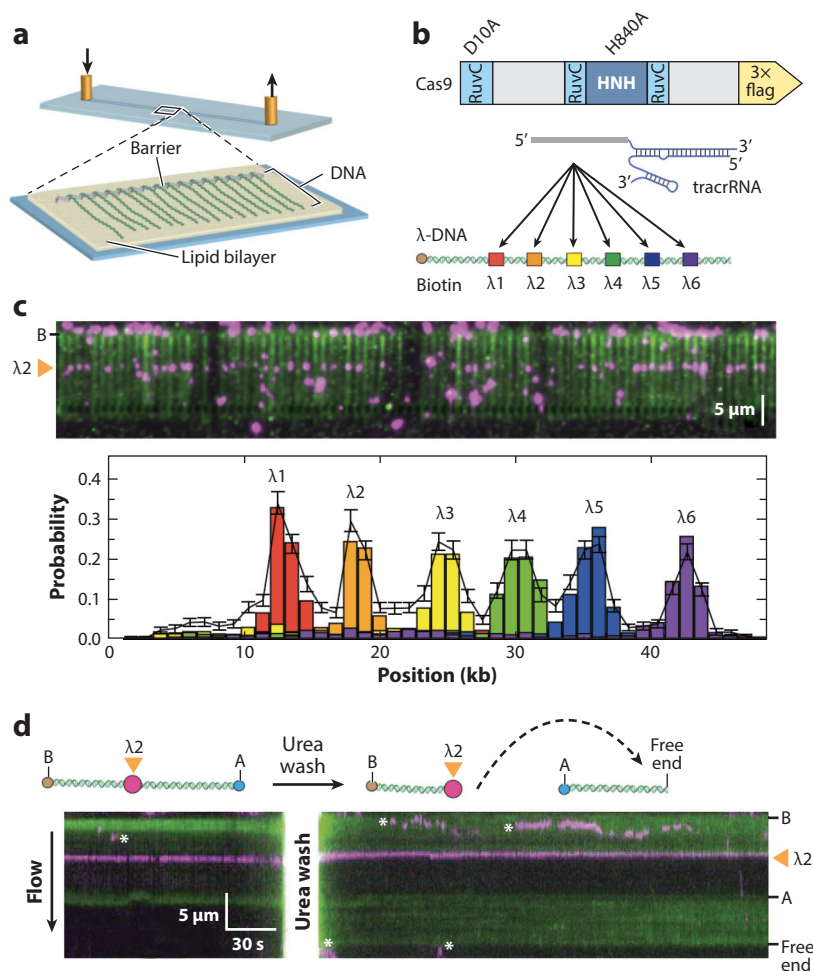 a
Barrier
DNA
Lipid bilayer
b
D10A
H840A
Cas9
RuvC
RuvC
HNH
RuvC
3×
flag
5′
3′
5′
3′
tracrRNA
λ-DNA
Biotin
λ1
λ2
λ3
λ4
λ5
λ6
c
B
λ2
5 μm
Probability
0.4
0.3
0.2
0.1
0.0
λ1
λ2
λ3
λ4
λ5
λ6
0
10
20
30
40
Position (kb)
d
B
λ2
A
Urea
wash
B
λ2
A
Free
end
Flow
*
5 μm
30 s
Urea wash
*
*
*
*
B
λ2
A
Free
end